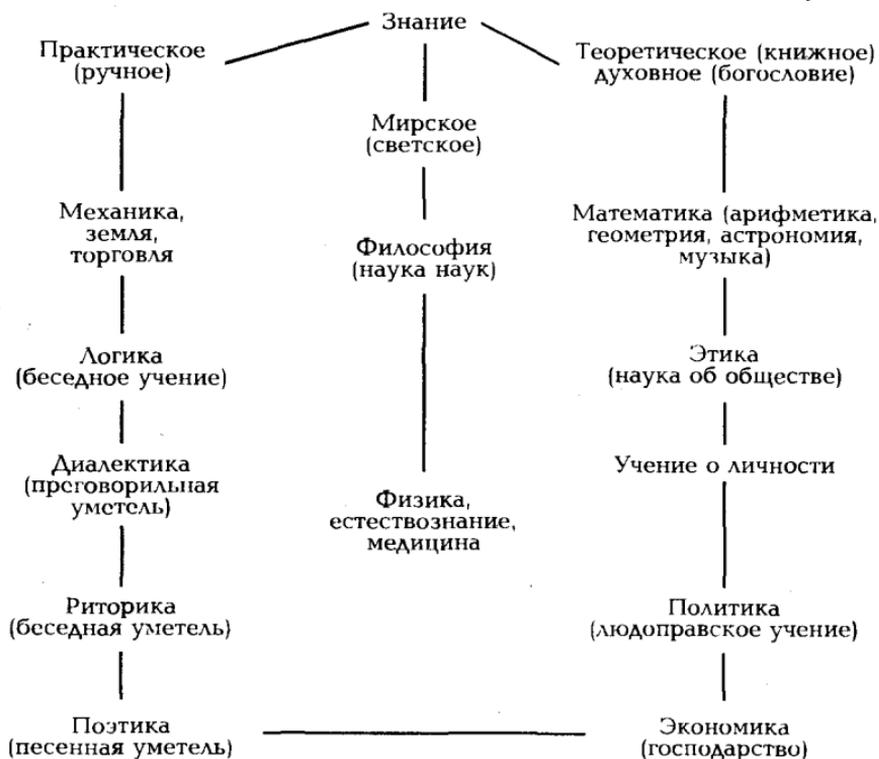 Знание
Практическое
(ручное)
Теоретическое (книжное)
духовное (богословие)
Мирское
(светское)
Механика,
земля,
торговля
Философия
(наука наук)
Математика (арифметика,
геометрия, астрономия,
музыка)
Логика
(беседное учение)
Этика
(наука об обществе)
Диалектика
(преговорильная
уметель)
Учение о личности
Физика,
естествознание,
медицина
Риторика
(беседная уметель)
Политика
(людоправское учение)
Поэтика
(песенная уметель)
Экономика
(господарство)